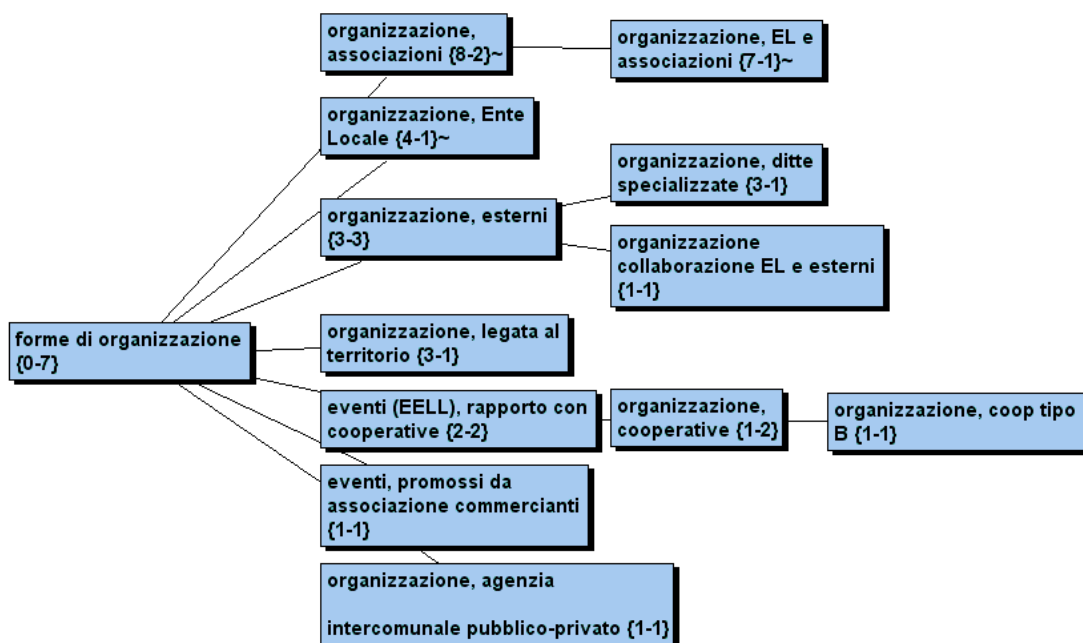 organizzazione,
associazioni {8-2}~
organizzazione, EL e
associazioni {7-1}~
organizzazione, Ente
Locale {4-1}~
organizzazione, ditte
specializzate {3-1}
organizzazione, esterni
{3-3}
organizzazione
collaborazione EL e esterni
{1-1}
forme di organizzazione
{0-7}
organizzazione, legata al
territorio {3-1}
eventi (EELL), rapporto con
cooperative {2-2}
organizzazione,
cooperative {1-2}
organizzazione, coop tipo
B {1-1}
eventi, promossi da
associazione commercianti
{1-1}
organizzazione, agenzia
intercomunale pubblico-privato {1-1}